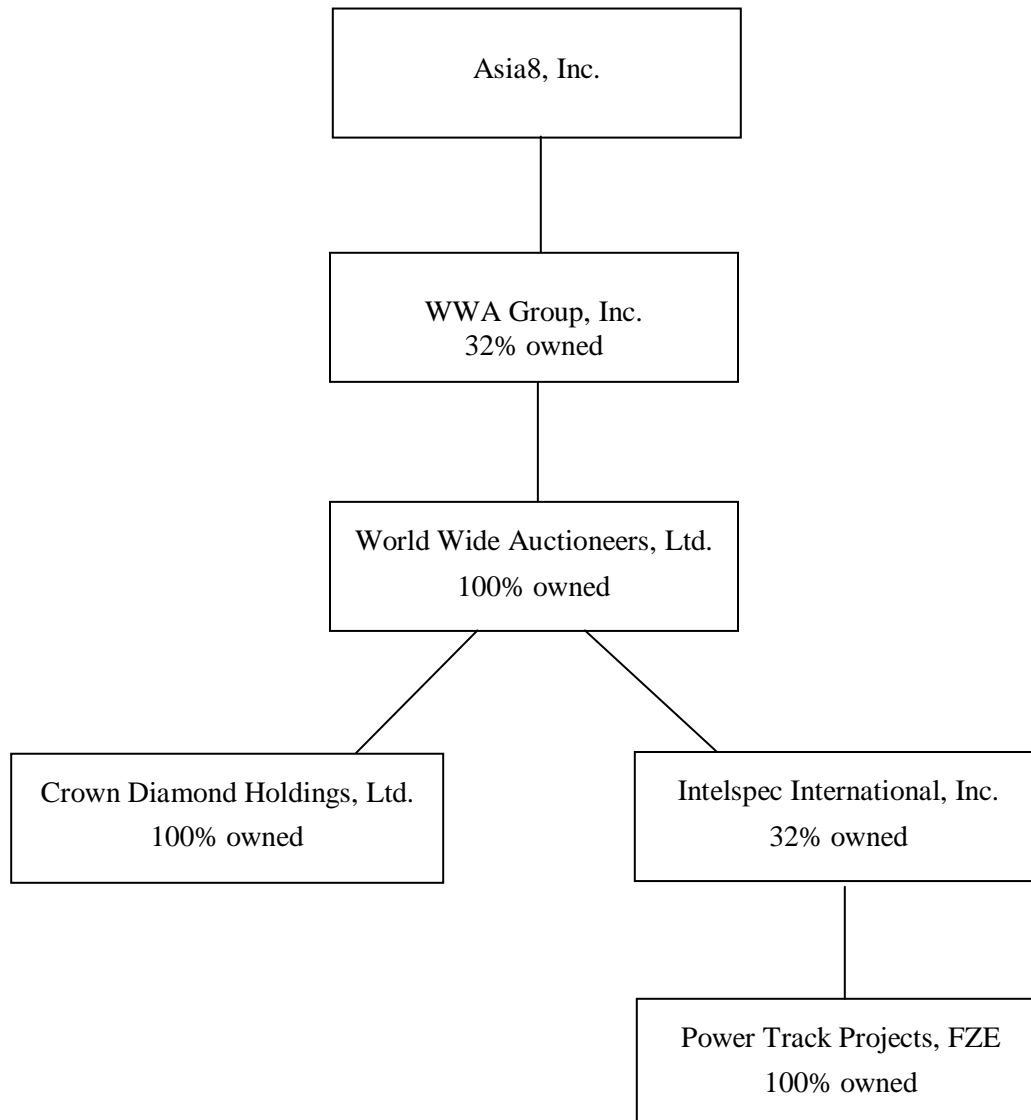 Asia8, Inc.
WWA Group, Inc.
32% owned
World Wide Auctioneers, Ltd.
100% owned
Crown Diamond Holdings, Ltd.
100% owned
Intelspec International, Inc.
32% owned
Power Track Projects, FZE
100% owned